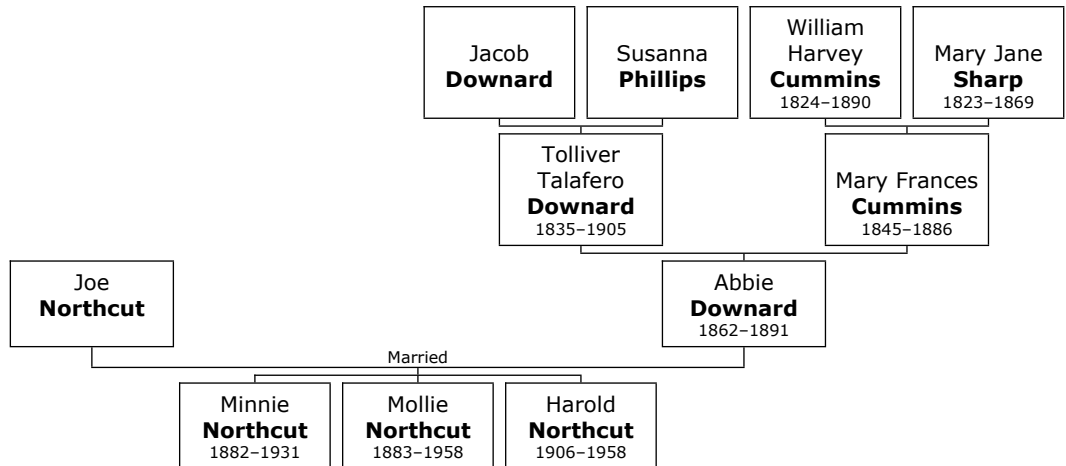 Jacob
Downard
Susanna
Phillips
William
Harvey
Cummins
1824–1890
Mary Jane
Sharp
1823–1869
Tolliver
Talafero
Downard
1835–1905
Mary Frances
Cummins
1845–1886
Joe
Northcut
Abbie
Downard
1862–1891
Married
Minnie
Northcut
1882–1931
Mollie
Northcut
1883–1958
Harold
Northcut
1906–1958